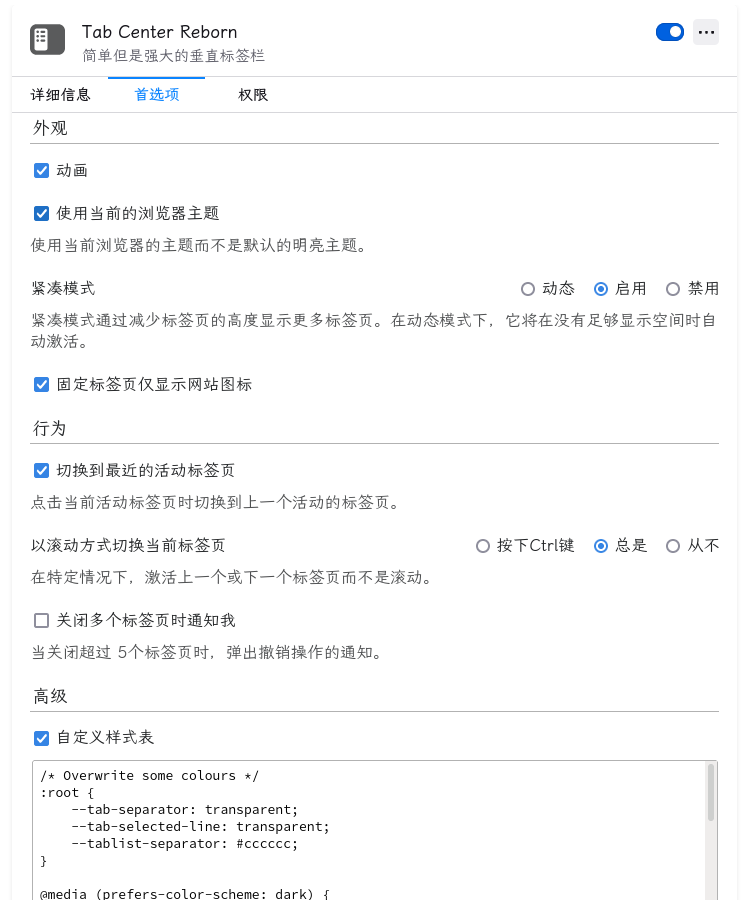 Tab Center Reborn
简单但是强大的垂直标签栏
详细信息 首选项 权限
外观
动画
使用当前的浏览器主题
使用当前浏览器的主题而不是默认的明亮主题。
紧凑模式 动态 启用 禁用
紧凑模式通过减少标签页的高度显示更多标签页。在动态模式下，它将在没有足够显示空间时自
动激活。
固定标签页仅显示网站图标
行为
切换到最近的活动标签页
点击当前活动标签页时切换到上一个活动的标签页。
以滚动方式切换当前标签页 按下Ctrl键 总是 从不
在特定情况下，激活上一个或下一个标签页而不是滚动。
关闭多个标签页时通知我
当关闭超过 5个标签页时，弹出撤销操作的通知。
高级
自定义样式表
/* Overwrite some colours */
:root {
    --tab-separator: transparent;
    --tab-selected-line: transparent;
    --tablist-separator: #cccccc;
}
@media (prefers-color-scheme: dark) {